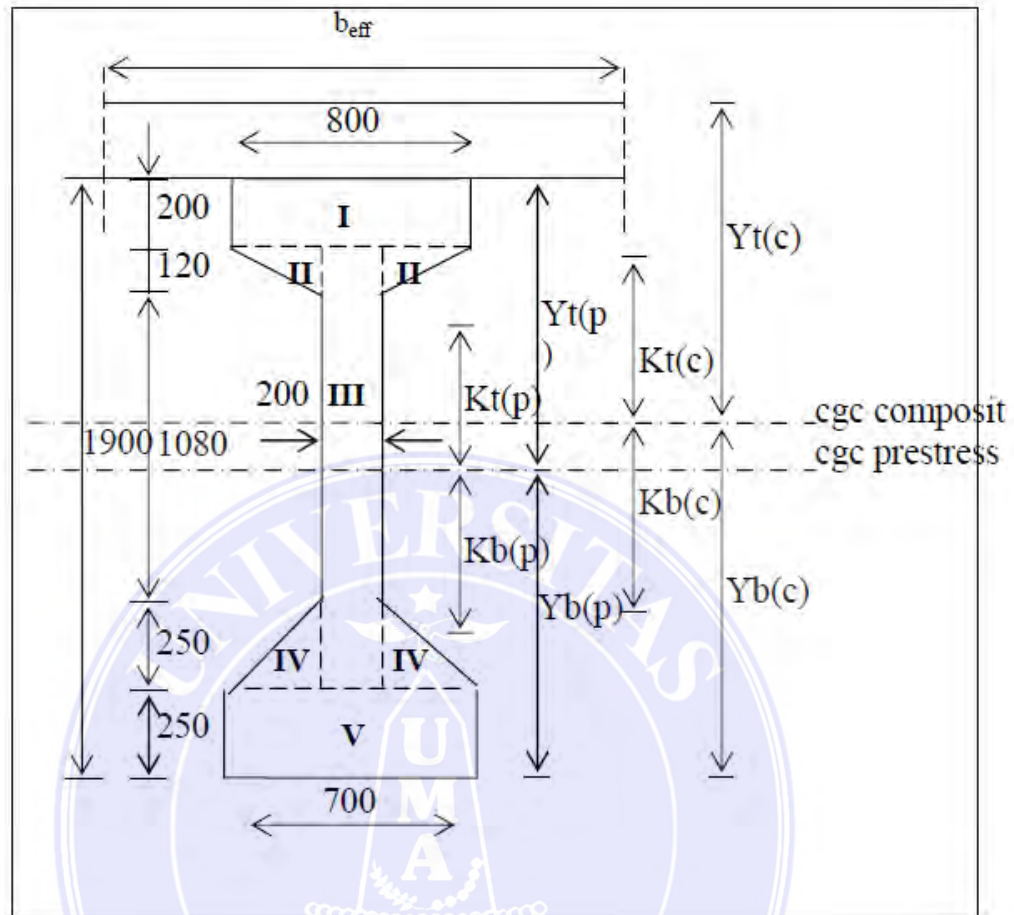 b_eff
800
200
I
120
II
II
Yt(c)
Yt(p
)
Kt(c)
200
III
Kt(p)
cgc composit
1900
1080
cgc prestress
Kb(c)
Kb(p)
Yb(p)
Yb(c)
250
IV
IV
250
V
700
UNIVERSITAS
U
M
A